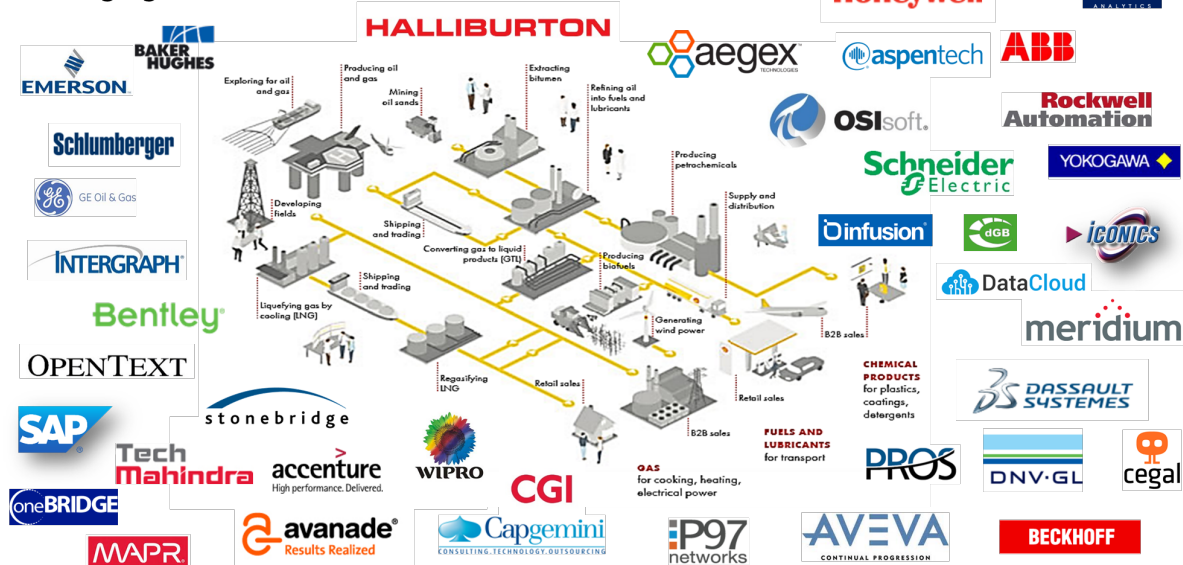 Honeywell
ANALYTICS
HALLIBURTON
BAKER
HUGHES
EMERSON
aegex
TECHNOLOGIES
aspentech
ABB
Exploring for oil
and gas
Producing oil
and gas
Mining
oil sands
Extracting
bitumen
Refining oil
into fuels and
lubricants
OSIsoft.
Rockwell
Automation
Schlumberger
Producing
petrochemicals
Schneider
Electric
YOKOGAWA
GE Oil & Gas
Developing
fields
Shipping
and trading
Supply and
distribution
infusion
dGB
ICONICS
INTERGRAPH
Converting gas to liquid
products (GTL)
Producing
biofuels
Shipping
and trading
DataCloud
Bentley
Liquefying gas by
cooling (LNG)
Generating
wind power
B2B sales
meridium
OPENTEXT
Regasifying
LNG
Retail sales
Retail sales
CHEMICAL
PRODUCTS
for plastics,
coatings,
detergents
DASSAULT
SYSTEMES
SAP
stonebridge
B2B sales
FUELS AND
LUBRICANTS
for transport
Tech
Mahindra
accenture
High performance. Delivered.
WIPRO
CGI
GAS
for cooking, heating,
electrical power
PROS
DNV·GL
cegal
oneBRIDGE
MAPR
avanade®
Results Realized
Capgemini
CONSULTING.TECHNOLOGY.OUTSOURCING
P97
networks
AVEVA
CONTINUAL PROGRESSION
BECKHOFF